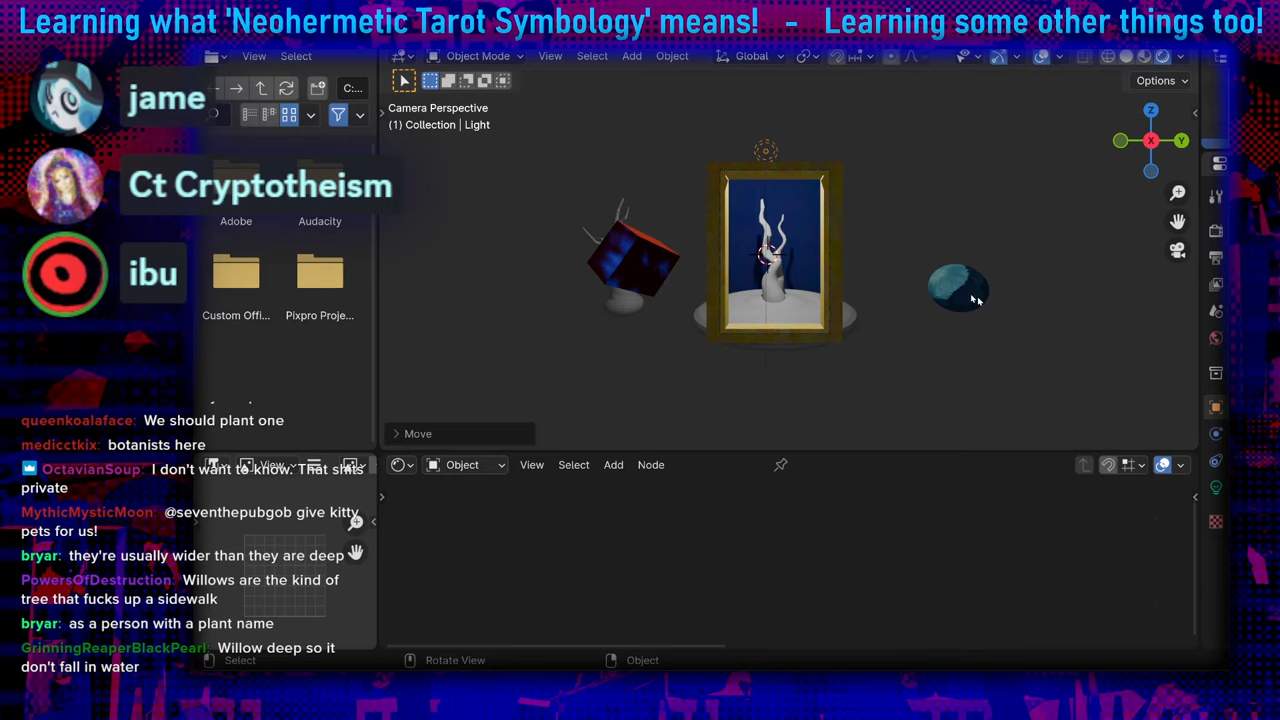 Learning what 'Neohermetic Tarot Symbology' means!   -   Learning some other things too!
jame
Ct Cryptotheism
ibu
View Select
C:...
Adobe Audacity
Custom Offi... Pixpro Proje...
Object Mode View Select Add Object Global
Options
Camera Perspective
(1) Collection | Light
Z
X Y
Move
queenkoalaface: We should plant one
medicctkix: botanists here
OctavianSoup: I don't want to know. That shits
private
MythicMysticMoon: @seventhepubgob give kitty
pets for us!
bryar: they're usually wider than they are deep
PowersOfDestruction: Willows are the kind of
tree that fucks up a sidewalk
bryar: as a person with a plant name
GrinningReaperBlackPearl: Willow deep so it
don't fall in water
View
Object View Select Add Node
Select Rotate View Object